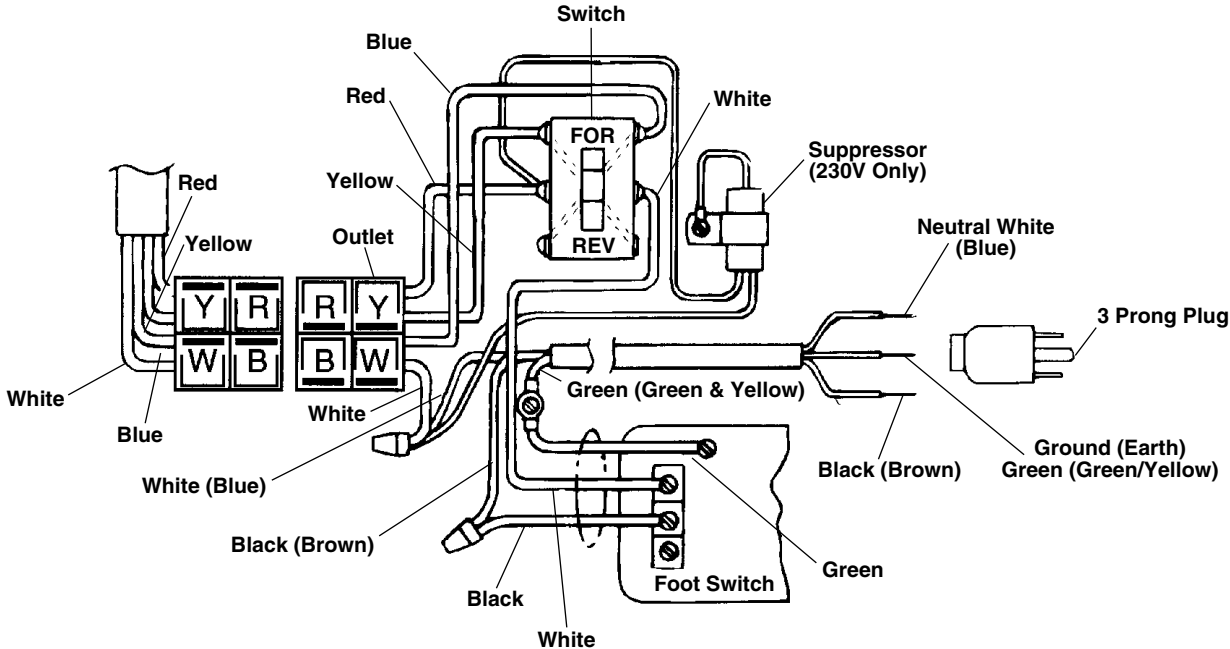 Switch
Blue
Red
White
FOR
Suppressor
(230V Only)
Red
Yellow
Yellow
Outlet
REV
Neutral White
(Blue)
Y R
R Y
3 Prong Plug
W B
B W
White
Blue
White
Green (Green & Yellow)
White (Blue)
Black (Brown)
Ground (Earth)
Green (Green/Yellow)
Black (Brown)
Green
Foot Switch
Black
White